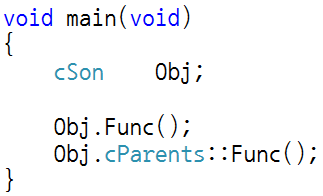 void main(void)
{
    cSon    Obj;

    Obj.Func();
    Obj.cParents::Func();
}